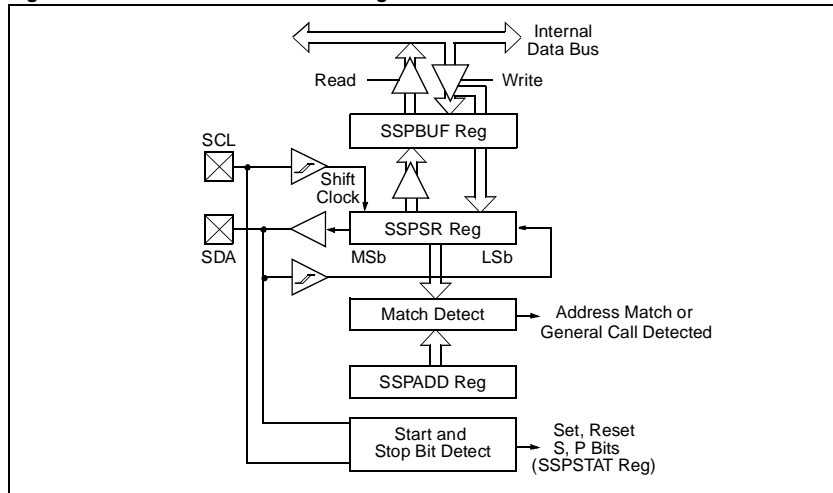 Internal
Data Bus
Read
Write
SSPBUF Reg
SCL
Shift
Clock
SSPSR Reg
SDA
MSb
LSb
Match Detect
Address Match or
General Call Detected
SSPADD Reg
Start and
Stop Bit Detect
Set, Reset
S, P Bits
(SSPSTAT Reg)